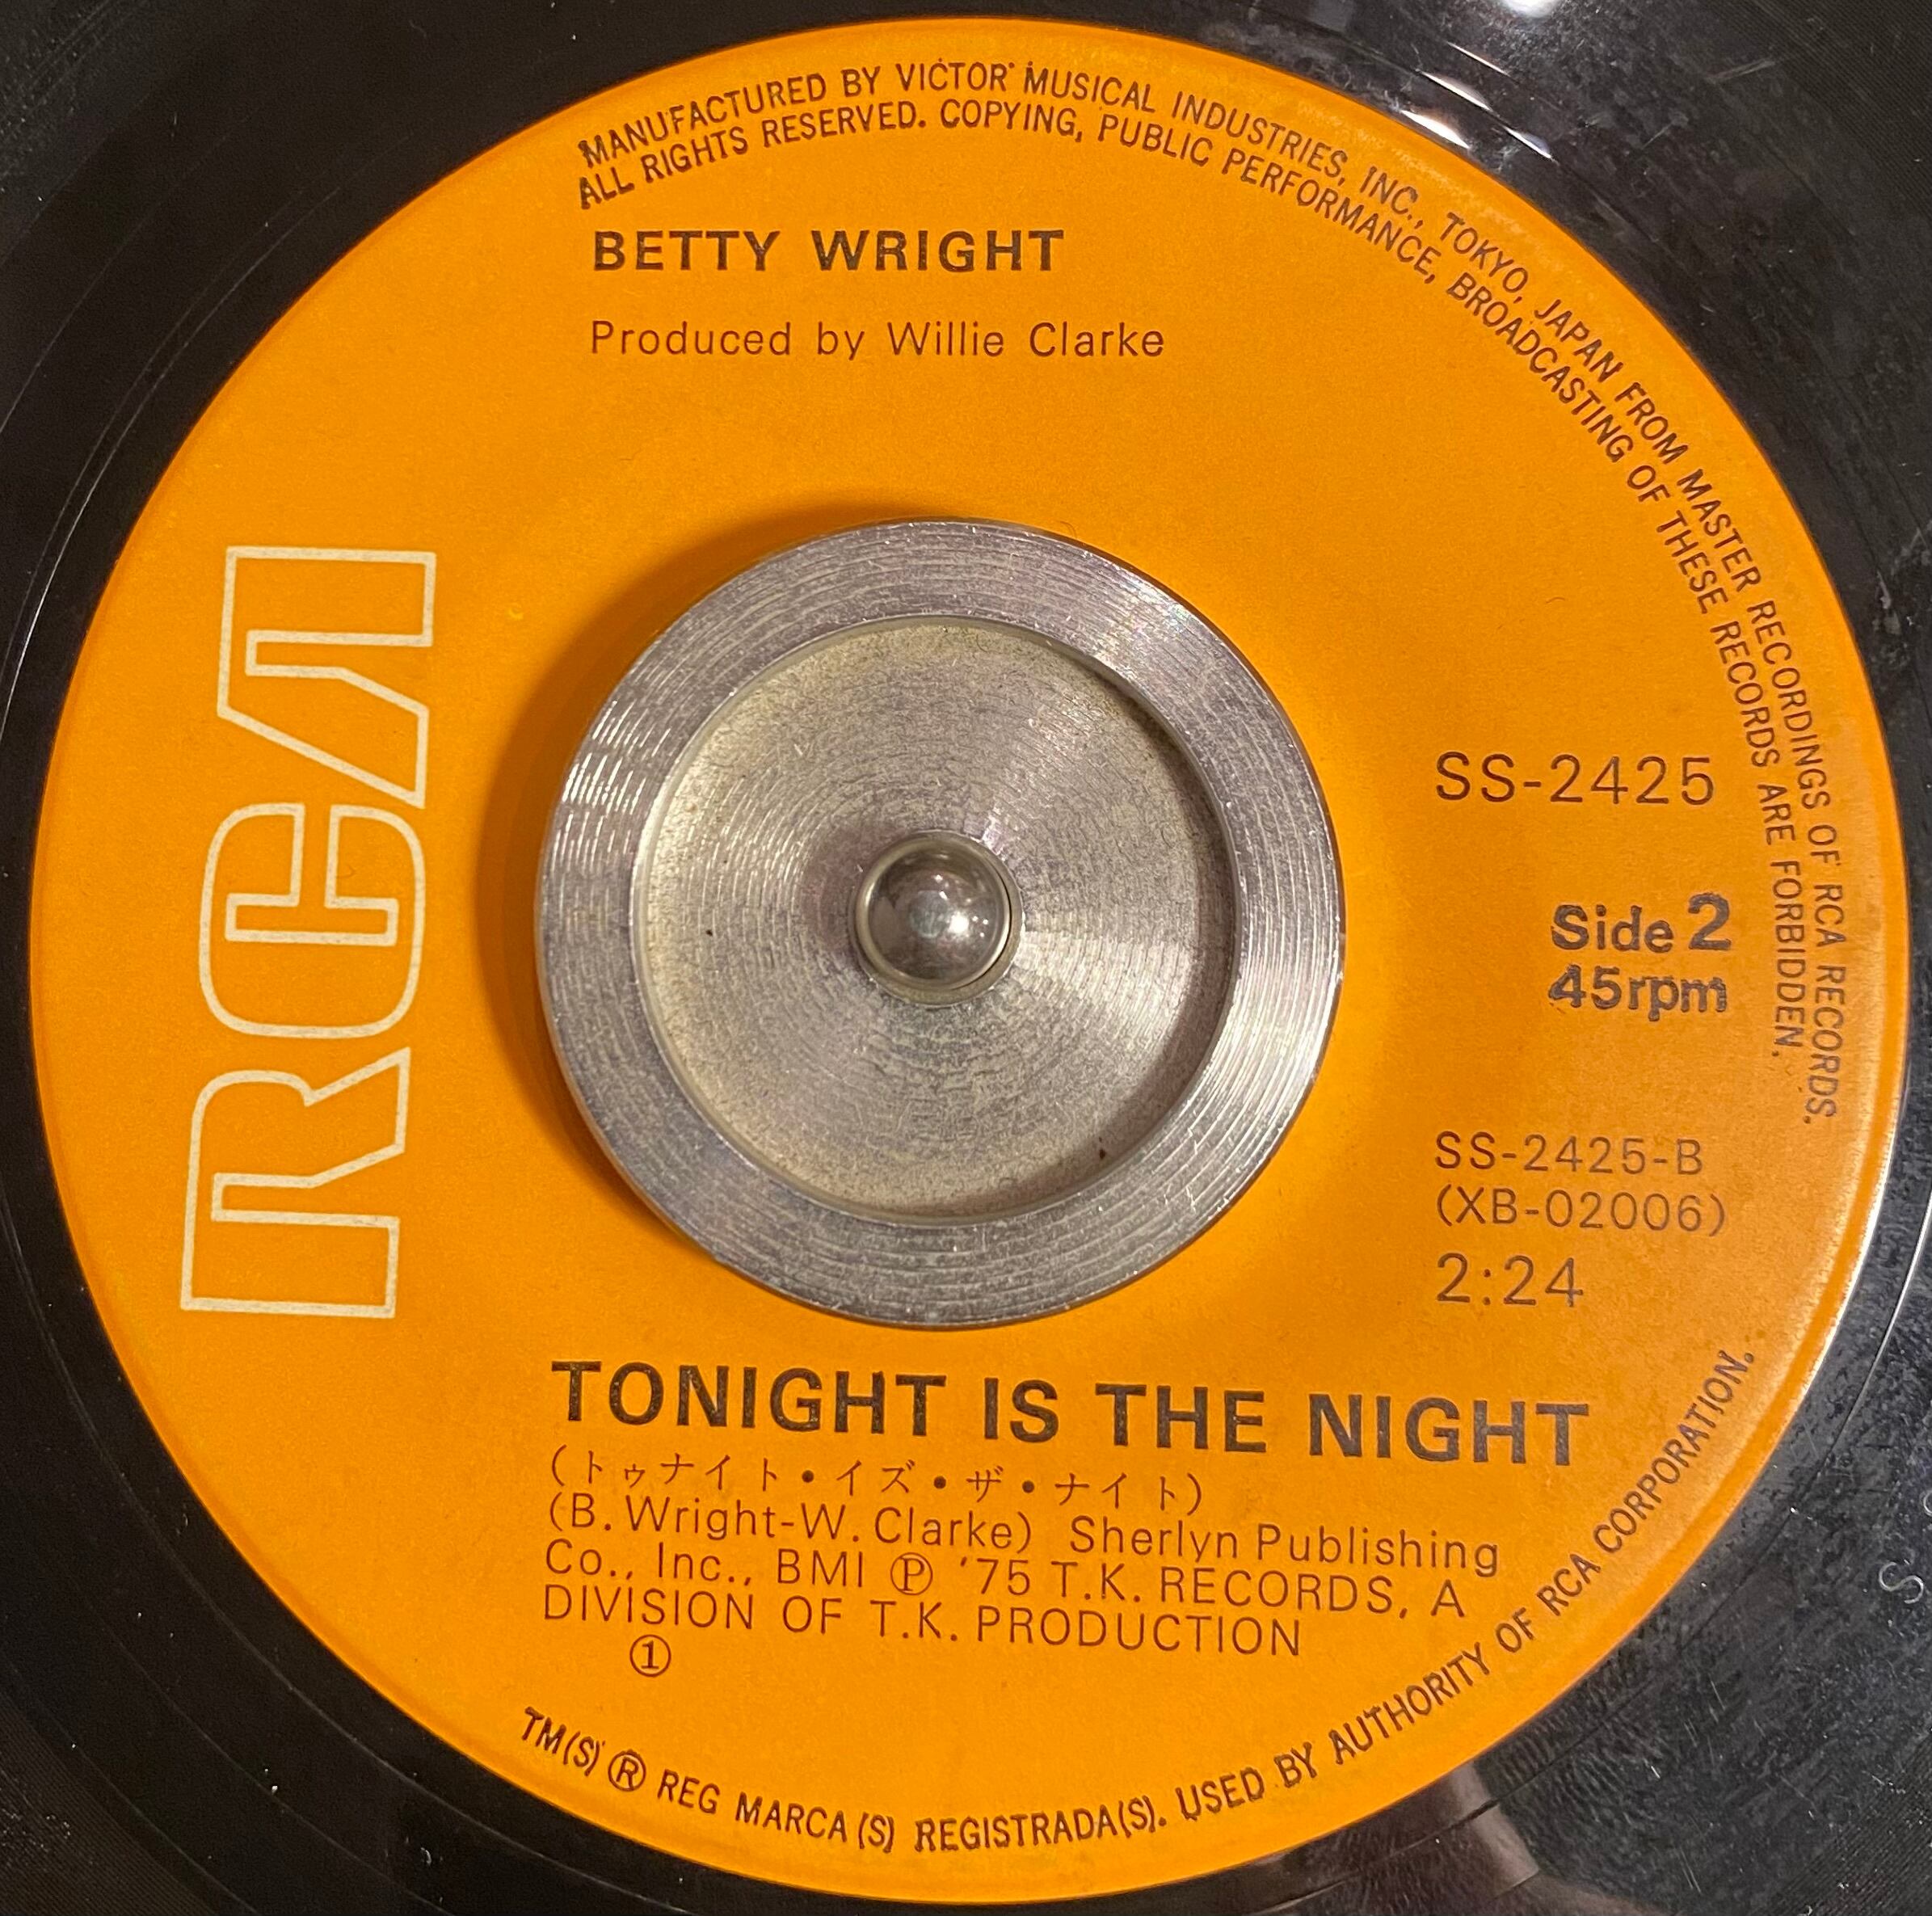 MANUFACTURED BY VICTOR MUSICAL INDUSTRIES, INC., TOKYO, JAPAN FROM MASTER RECORDINGS OF RCA RECORDS.
ALL RIGHTS RESERVED. COPYING, PUBLIC PERFORMANCE, BROADCASTING OF THESE RECORDS ARE FORBIDDEN.
BETTY WRIGHT
Produced by Willie Clarke
RCA
SS-2425
Side 2
45rpm
SS-2425-B
(XB-02006)
2:24
TONIGHT IS THE NIGHT
(トゥナイト・イズ・ザ・ナイト)
(B. Wright-W. Clarke) Sherlyn Publishing
Co., Inc., BMI Ⓟ '75 T.K. RECORDS, A
DIVISION OF T.K. PRODUCTION
①
TM(S) ® REG MARCA (S) REGISTRADA(S). USED BY AUTHORITY OF RCA CORPORATION.